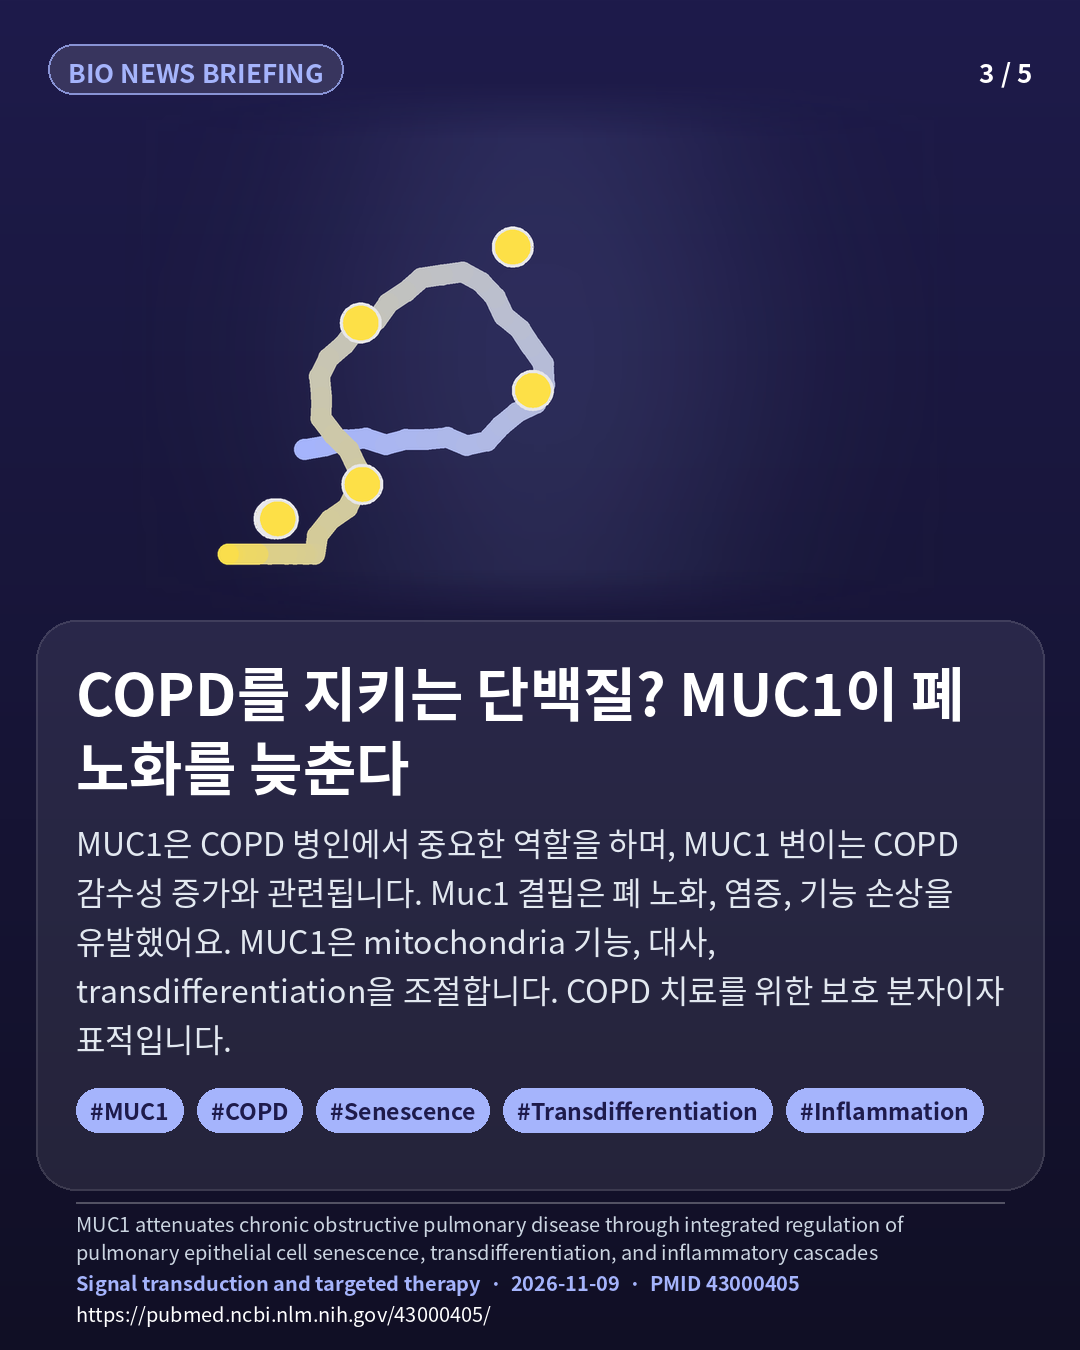 BIO NEWS BRIEFING
3 / 5
COPD를 지키는 단백질? MUC1이 폐
노화를 늦춘다
MUC1은 COPD 병인에서 중요한 역할을 하며, MUC1 변이는 COPD
감수성 증가와 관련됩니다. Muc1 결핍은 폐 노화, 염증, 기능 손상을
유발했어요. MUC1은 mitochondria 기능, 대사,
transdifferentiation을 조절합니다. COPD 치료를 위한 보호 분자이자
표적입니다.
#MUC1 #COPD #Senescence #Transdifferentiation #Inflammation
MUC1 attenuates chronic obstructive pulmonary disease through integrated regulation of
pulmonary epithelial cell senescence, transdifferentiation, and inflammatory cascades
Signal transduction and targeted therapy · 2026-11-09 · PMID 43000405
https://pubmed.ncbi.nlm.nih.gov/43000405/